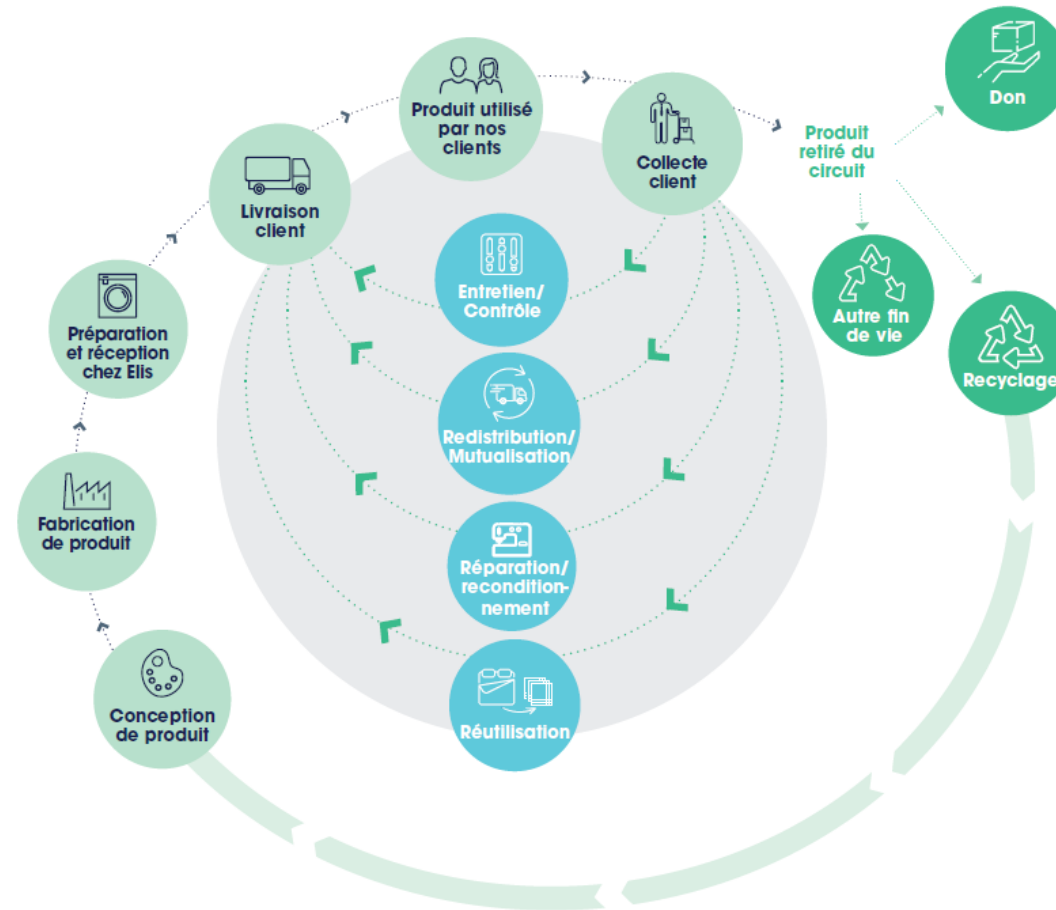 Produit utilisé
par nos
clients
Don
Produit
retiré du
circuit
Collecte
client
Livraison
client
Entretien/
Contrôle
Autre fin
de vie
Préparation
et réception
chez Elis
Recyclage
Redistribution/
Mutualisation
Fabrication
de produit
Réparation/
recondition-
nement
Conception
de produit
Réutilisation